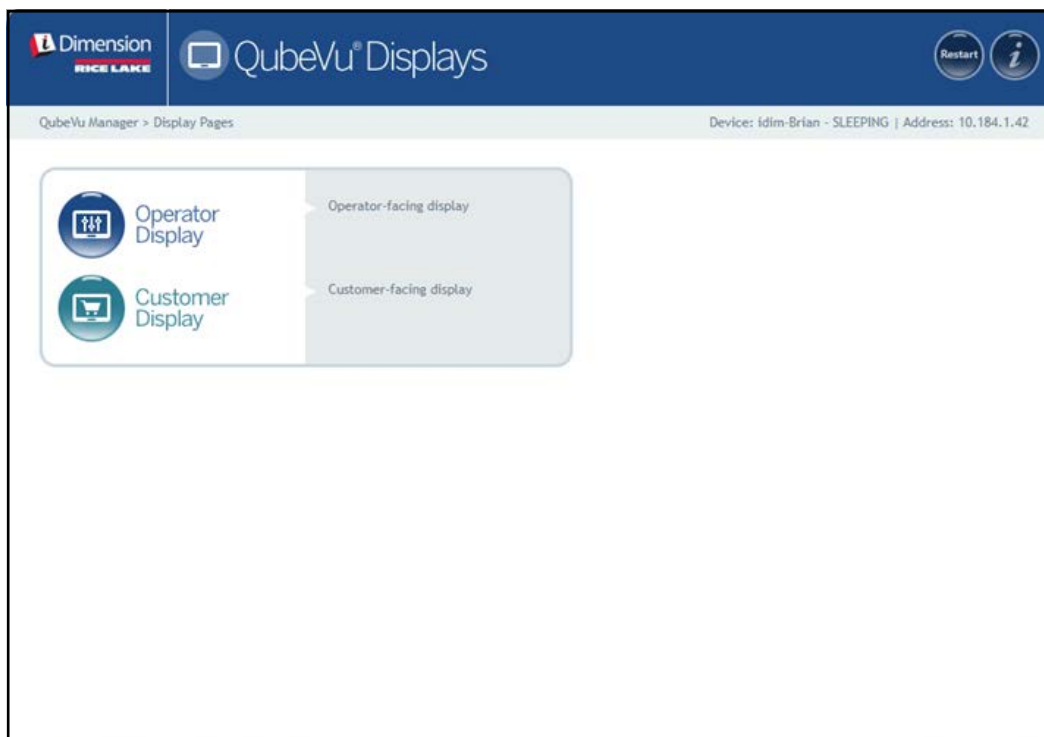 iDimension
RICE LAKE
QubeVu® Displays
Restart
i
QubeVu Manager > Display Pages
Device: idim-Brian - SLEEPING | Address: 10.184.1.42
Operator
Display
Operator-facing display
Customer
Display
Customer-facing display